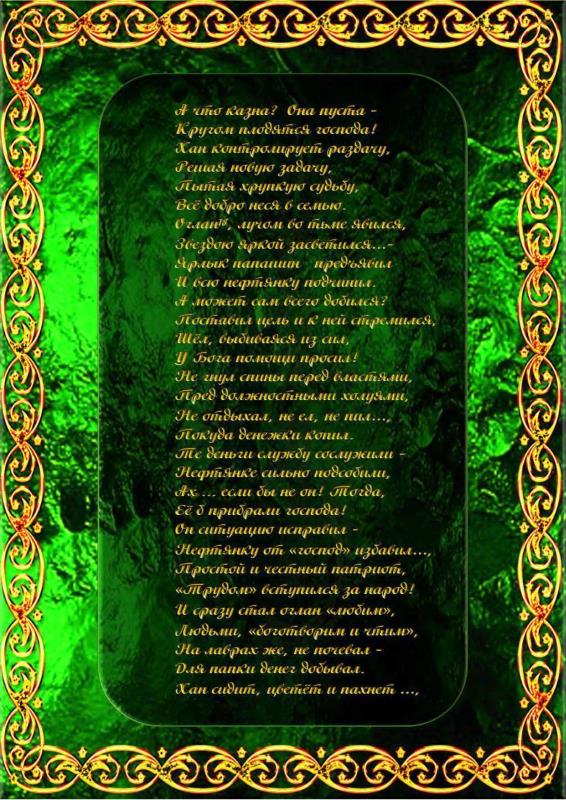 А что казна? Она пуста –
Кругом плодятся господа!
Хан контролирует раздачу,
Решая новую задачу,
Пытая хрупкую судьбу,
Всё добро неся в семью.
Оглан¹⁸, лучом во тьме явился,
Звездою яркой засветился...–
Ярлык папашин предъявил
И всю нефтянку подчинил.
А может сам всего добился?
Поставил цель и к ней стремился,
Шёл, выбиваяся из сил,
У Бога помощи просил!
Не гнул спины перед властями,
Пред должностными холуями,
Не отдыхал, не ел, не пил...,
Покуда денежки копил.
Те деньги службу сослужили –
Нефтянке сильно подсобили,
Ах ... если бы не он! Тогда,
Её б прибрали господа!
Он ситуацию исправил –
Нефтянку от «господ» избавил...,
Простой и честный патриот,
«Трудом» вступился за народ!
И сразу стал оглан «любим»,
Людьми, «боготворим и чтим»,
На лаврах же, не почевал –
Для папки денег добывал.
Хан сидит, цветёт и пахнет ...,